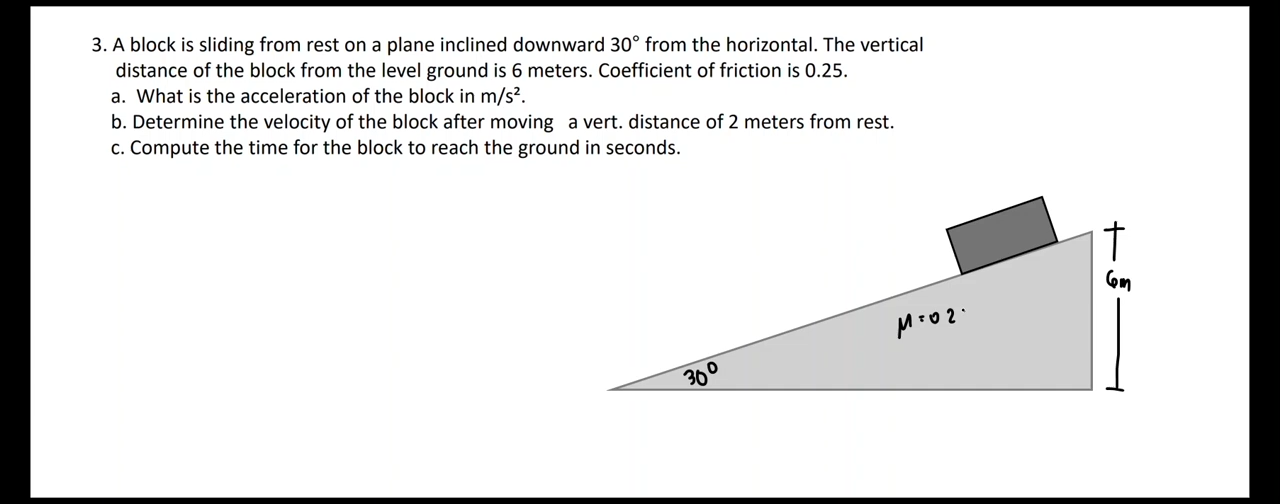 3. A block is sliding from rest on a plane inclined downward 30° from the horizontal. The vertical
distance of the block from the level ground is 6 meters. Coefficient of friction is 0.25.
a. What is the acceleration of the block in m/s².
b. Determine the velocity of the block after moving a vert. distance of 2 meters from rest.
c. Compute the time for the block to reach the ground in seconds.
6m
μ = 0 2
30°